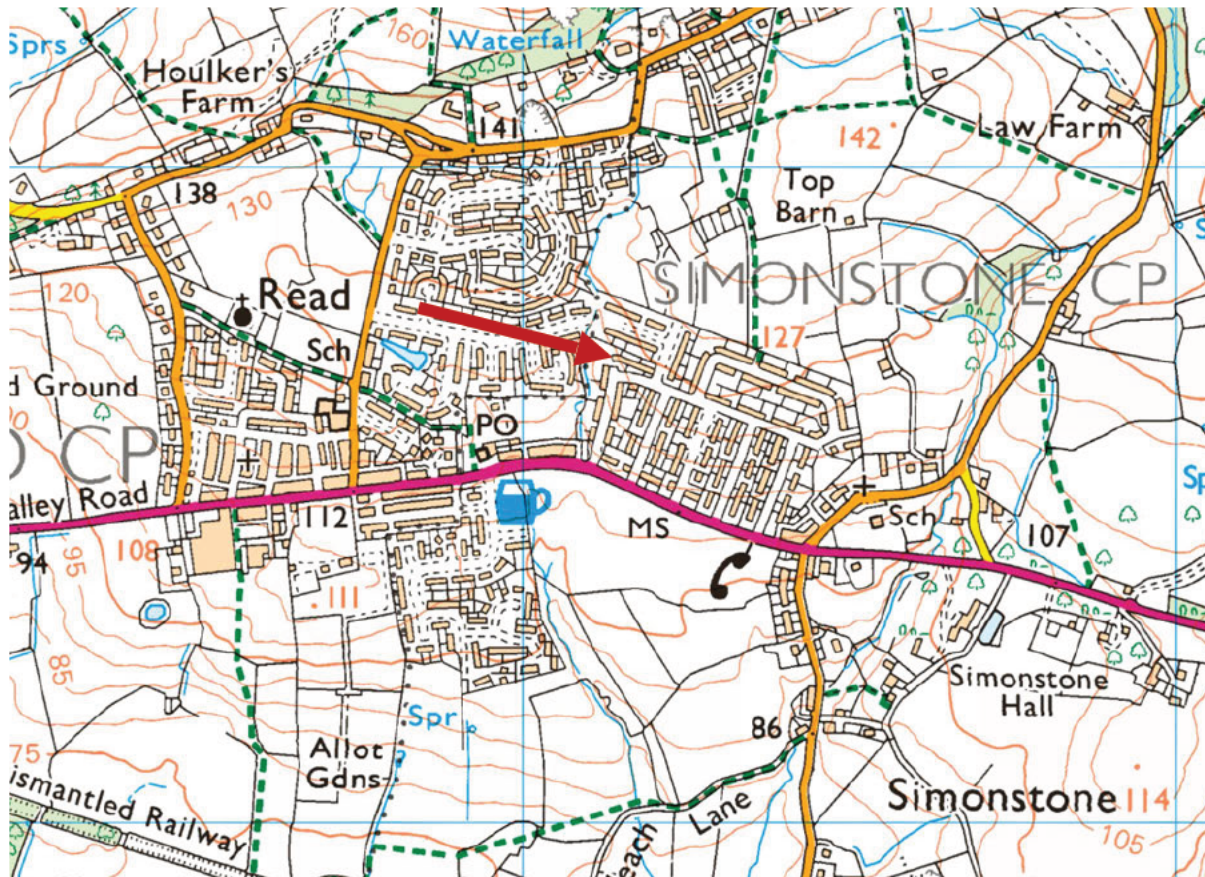 Sprs
160
Waterfall
Houlker's
Farm
141
142
Law Farm
138
130
Top
Barn
SIMONSTONE CP
120
Read
Sch
127
d Ground
PO
D CP
alley Road
112
MS
Sch
107
Sp
94
95
108
111
85
Simonstone
Hall
Spr
86
75
Allot
Gdns
ismantled Railway
Lane
each
Simonstone
114
105